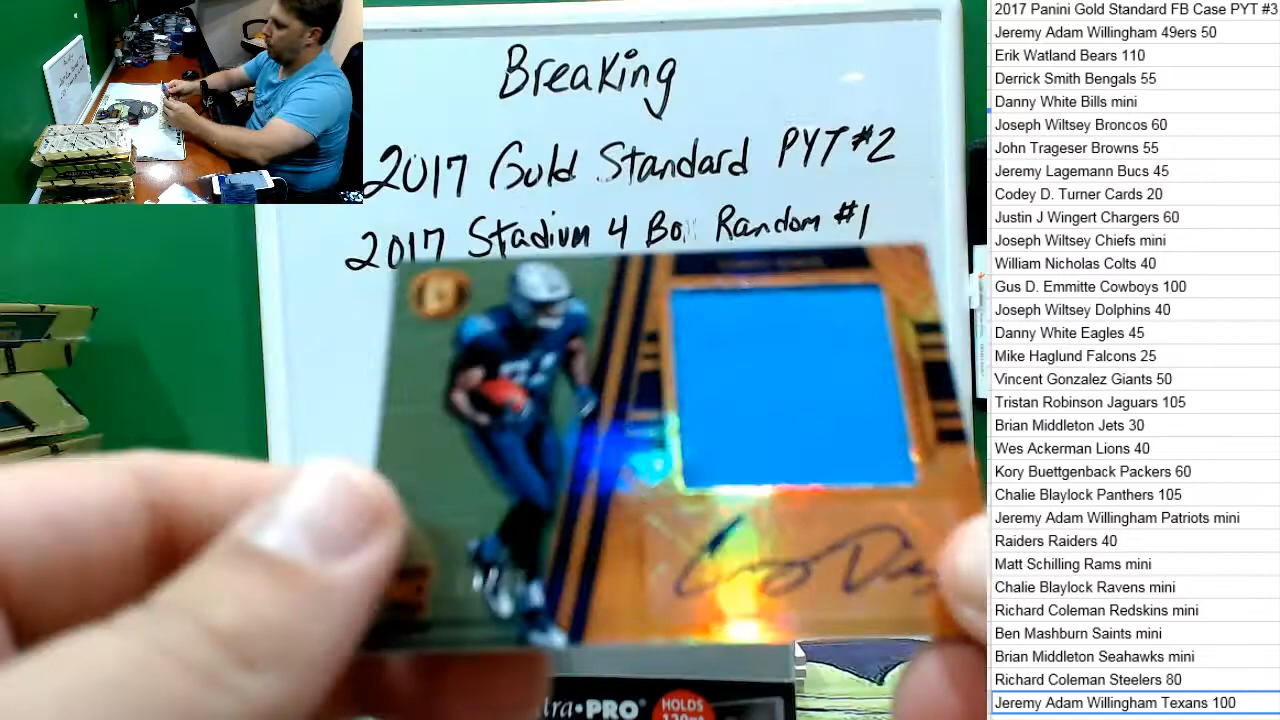 Breaking
2017 Gold Standard PYT #2
2017 Stadium 4 Box Random #1
tra•PRO
HOLDS
2017 Panini Gold Standard FB Case PYT #3
Jeremy Adam Willingham 49ers 50
Erik Watland Bears 110
Derrick Smith Bengals 55
Danny White Bills mini
Joseph Wiltsey Broncos 60
John Trageser Browns 55
Jeremy Lagemann Bucs 45
Codey D. Turner Cards 20
Justin J Wingert Chargers 60
Joseph Wiltsey Chiefs mini
William Nicholas Colts 40
Gus D. Emmitte Cowboys 100
Joseph Wiltsey Dolphins 40
Danny White Eagles 45
Mike Haglund Falcons 25
Vincent Gonzalez Giants 50
Tristan Robinson Jaguars 105
Brian Middleton Jets 30
Wes Ackerman Lions 40
Kory Buettgenback Packers 60
Chalie Blaylock Panthers 105
Jeremy Adam Willingham Patriots mini
Raiders Raiders 40
Matt Schilling Rams mini
Chalie Blaylock Ravens mini
Richard Coleman Redskins mini
Ben Mashburn Saints mini
Brian Middleton Seahawks mini
Richard Coleman Steelers 80
Jeremy Adam Willingham Texans 100